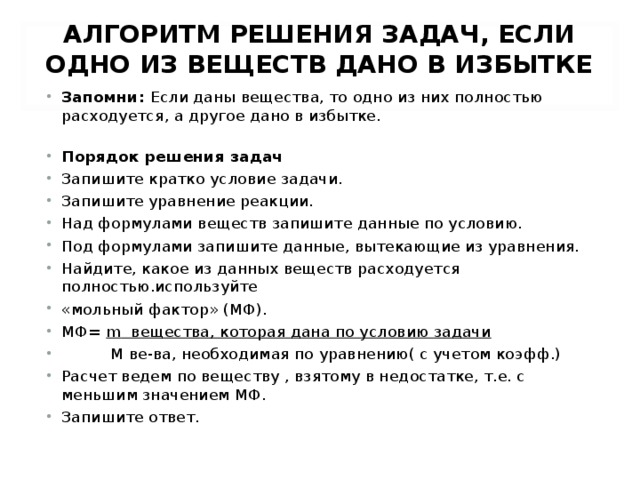 АЛГОРИТМ РЕШЕНИЯ ЗАДАЧ, ЕСЛИ
ОДНО ИЗ ВЕЩЕСТВ ДАНО В ИЗБЫТКЕ
• Запомни: Если даны вещества, то одно из них полностью
расходуется, а другое дано в избытке.
• Порядок решения задач
• Запишите кратко условие задачи.
• Запишите уравнение реакции.
• Над формулами веществ запишите данные по условию.
• Под формулами запишите данные, вытекающие из уравнения.
• Найдите, какое из данных веществ расходуется
полностью.используйте
• «мольный фактор» (МФ).
• МФ= m вещества, которая дана по условию задачи
• М ве-ва, необходимая по уравнению( с учетом коэфф.)
• Расчет ведем по веществу , взятому в недостатке, т.е. с
меньшим значением МФ.
• Запишите ответ.